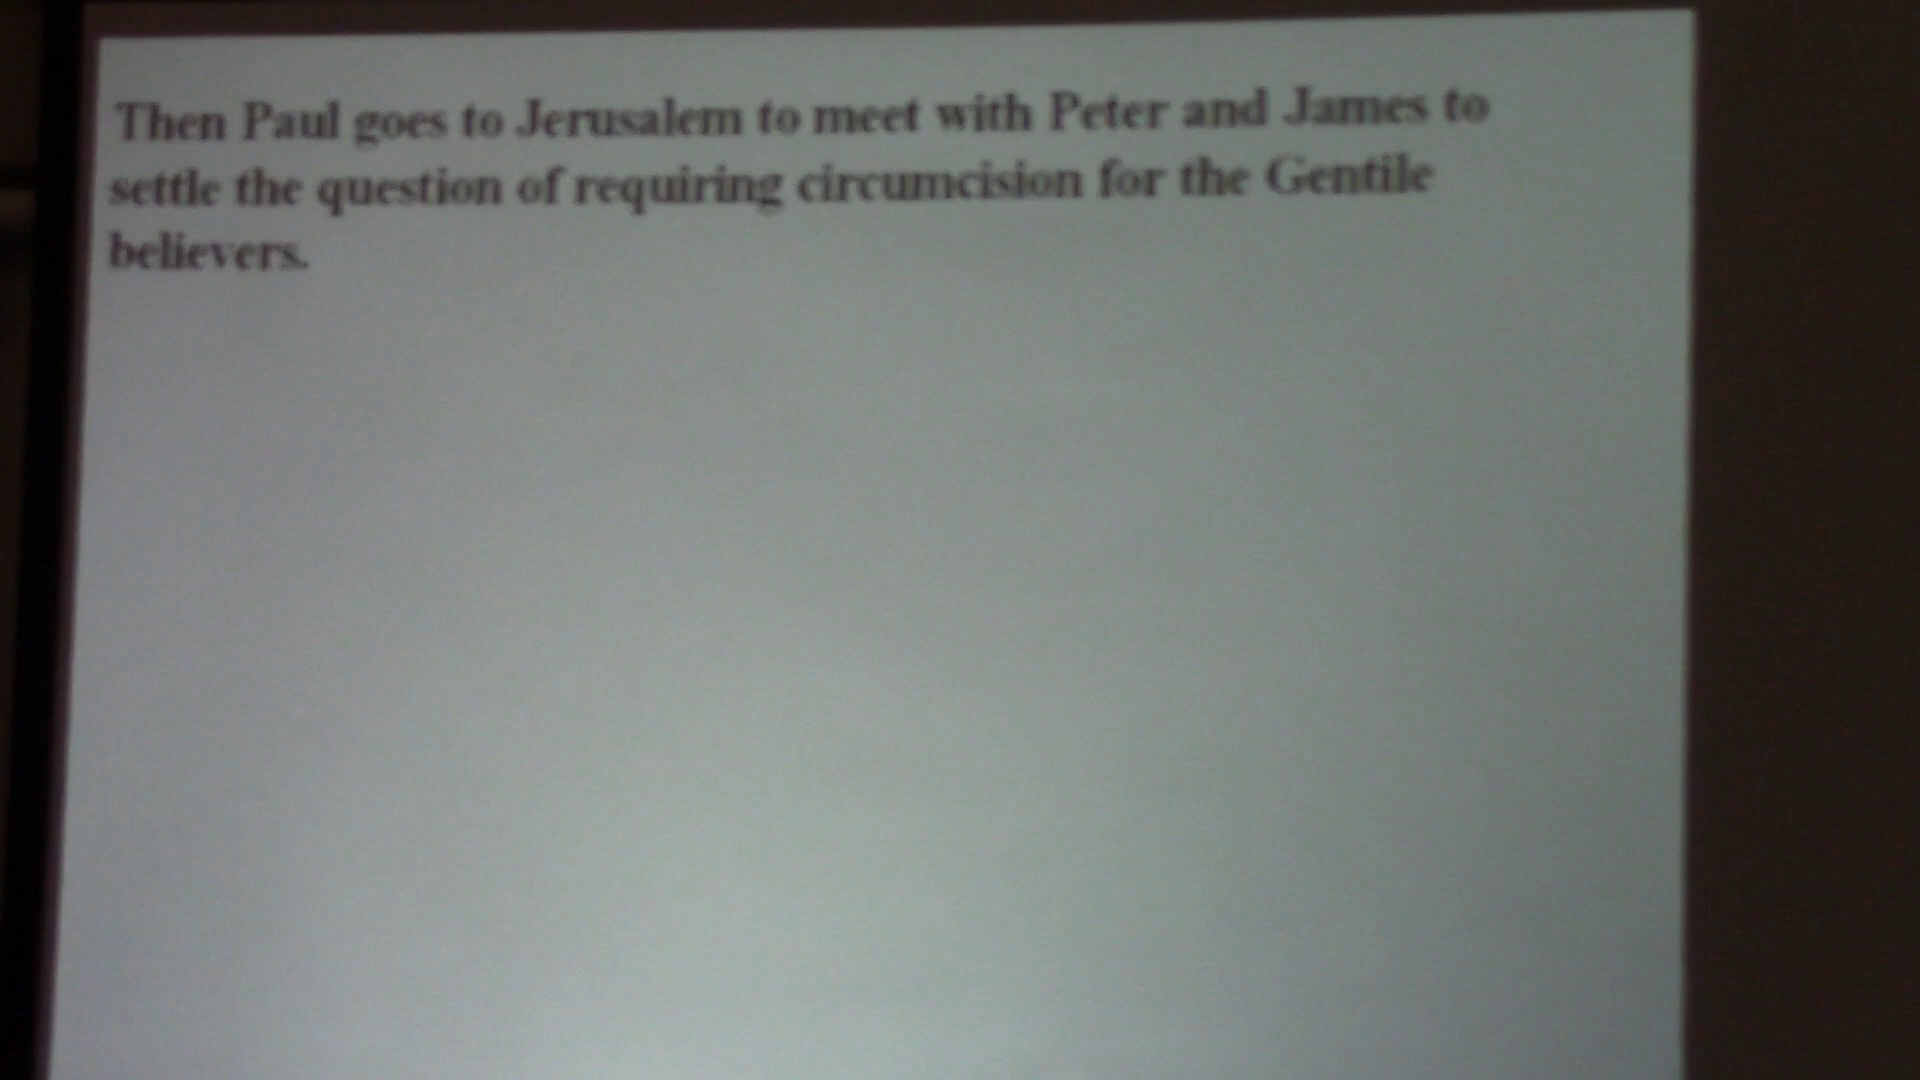 Then Paul goes to Jerusalem to meet with Peter and James to
settle the question of requiring circumcision for the Gentile
believers.